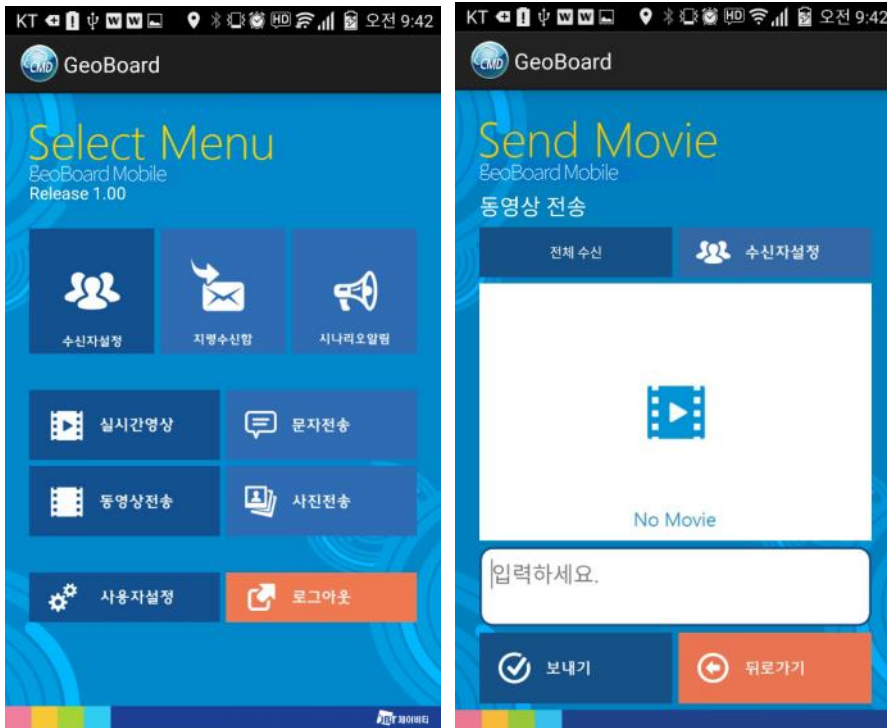 KT HD 오전 9:42
CMD GeoBoard
Select Menu
geoBoard Mobile
Release 1.00
수신자설정
지령수신함
시나리오알림
실시간영상
문자전송
동영상전송
사진전송
사용자설정
로그아웃
JBT 제이비티
KT HD 오전 9:42
CMD GeoBoard
Send Movie
geoBoard Mobile
동영상 전송
전체 수신
수신자설정
No Movie
입력하세요.
보내기
뒤로가기